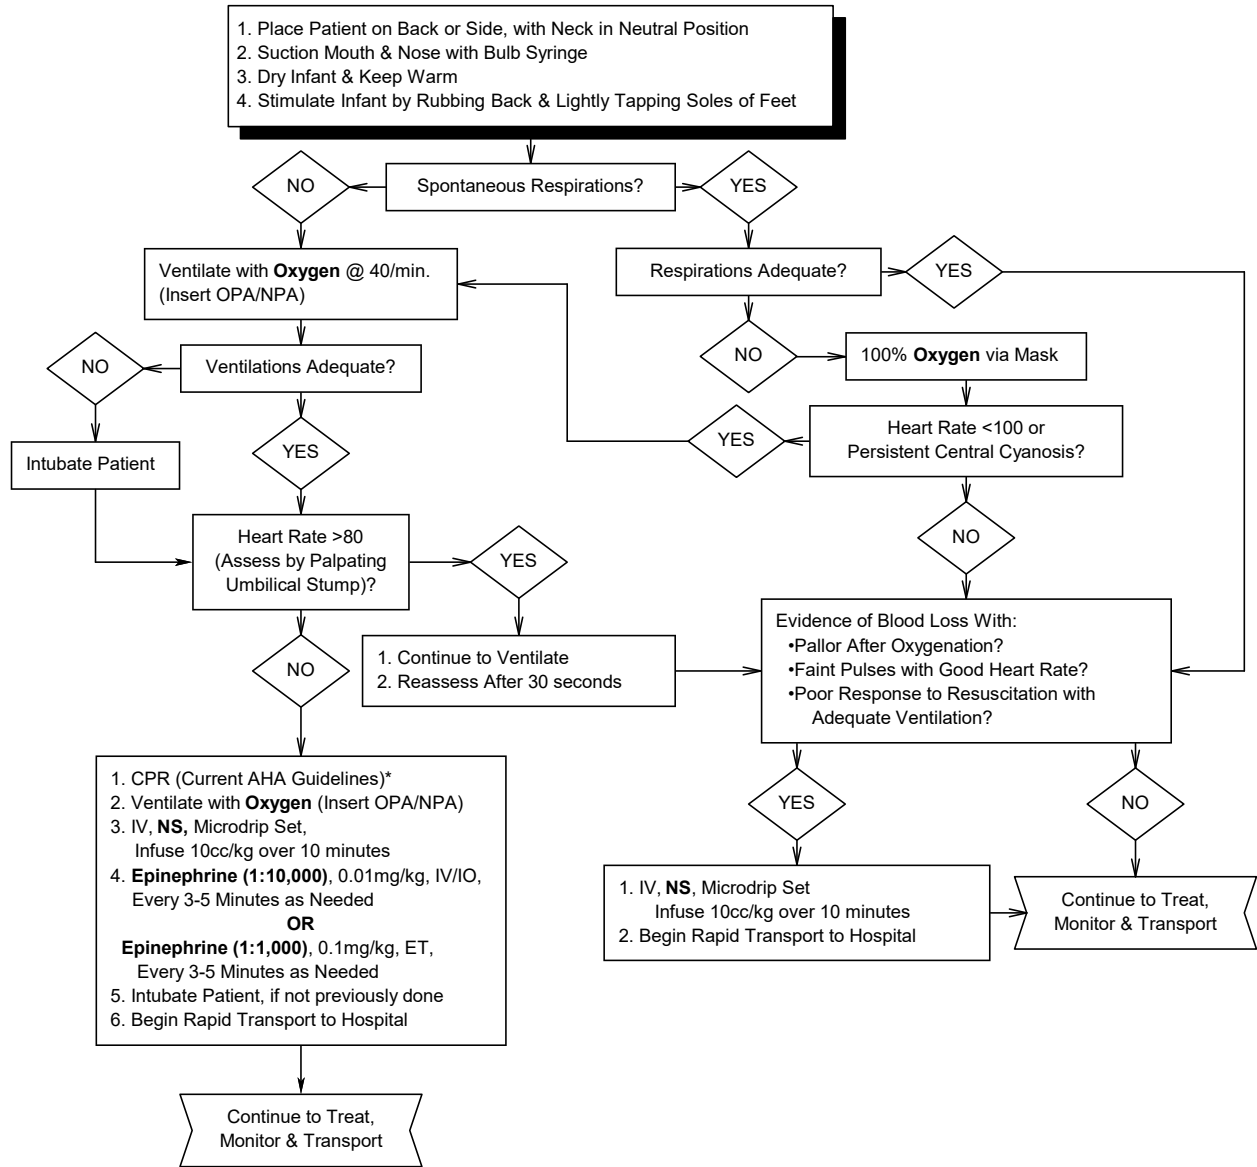 1. Place Patient on Back or Side, with Neck in Neutral Position
2. Suction Mouth & Nose with Bulb Syringe
3. Dry Infant & Keep Warm
4. Stimulate Infant by Rubbing Back & Lightly Tapping Soles of Feet
NO
Spontaneous Respirations?
YES
Ventilate with Oxygen @ 40/min.
(Insert OPA/NPA)
Respirations Adequate?
YES
NO
Ventilations Adequate?
NO
100% Oxygen via Mask
YES
Intubate Patient
YES
Heart Rate <100 or
Persistent Central Cyanosis?
Heart Rate >80
(Assess by Palpating
Umbilical Stump)?
YES
NO
NO
1. Continue to Ventilate
2. Reassess After 30 seconds
Evidence of Blood Loss With:
•Pallor After Oxygenation?
•Faint Pulses with Good Heart Rate?
•Poor Response to Resuscitation with
Adequate Ventilation?
1. CPR (Current AHA Guidelines)*
2. Ventilate with Oxygen (Insert OPA/NPA)
3. IV, NS, Microdrip Set,
Infuse 10cc/kg over 10 minutes
4. Epinephrine (1:10,000), 0.01mg/kg, IV/IO,
Every 3-5 Minutes as Needed
OR
Epinephrine (1:1,000), 0.1mg/kg, ET,
Every 3-5 Minutes as Needed
5. Intubate Patient, if not previously done
6. Begin Rapid Transport to Hospital
YES
NO
1. IV, NS, Microdrip Set
Infuse 10cc/kg over 10 minutes
2. Begin Rapid Transport to Hospital
Continue to Treat,
Monitor & Transport
Continue to Treat,
Monitor & Transport